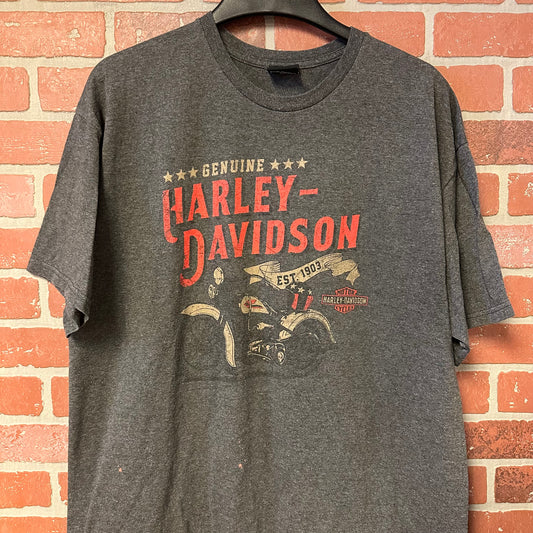 ★★★ GENUINE ★★★
HARLEY-
DAVIDSON
EST. 1903
MOTOR
HARLEY-DAVIDSON
CYCLES